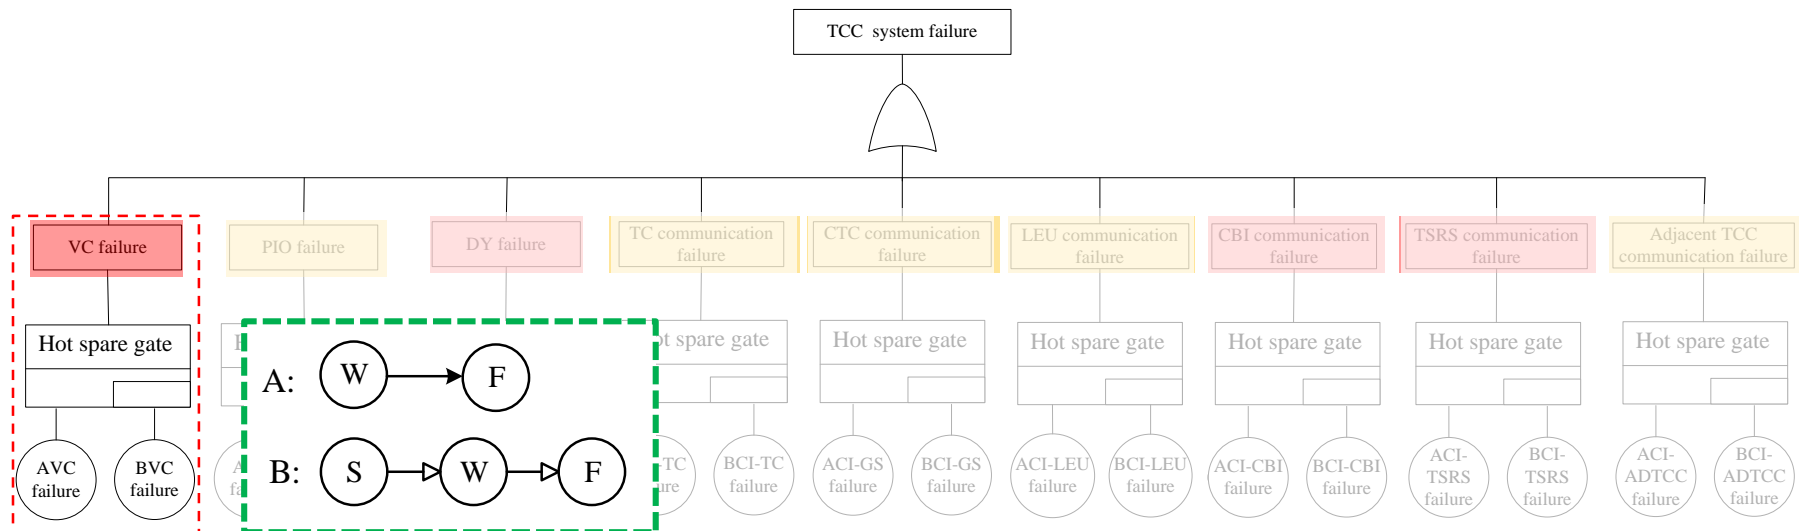 TCC system failure
VC failure
PIO failure
DY failure
TC communication
failure
CTC communication
failure
LEU communication
failure
CBI communication
failure
TSRS communication
failure
Adjacent TCC
communication failure
Hot spare gate
spare gate
Hot spare gate
Hot spare gate
Hot spare gate
Hot spare gate
Hot spare gate
A: W F
B: S W F
AVC
failure
BVC
failure
-TC
BCI-TC
failure
ACI-GS
failure
BCI-GS
failure
ACI-LEU
failure
BCI-LEU
failure
ACI-CBI
failure
BCI-CBI
failure
ACI-
TSRS
failure
BCI-
TSRS
failure
ACI-
ADTCC
failure
BCI-
ADTCC
failure